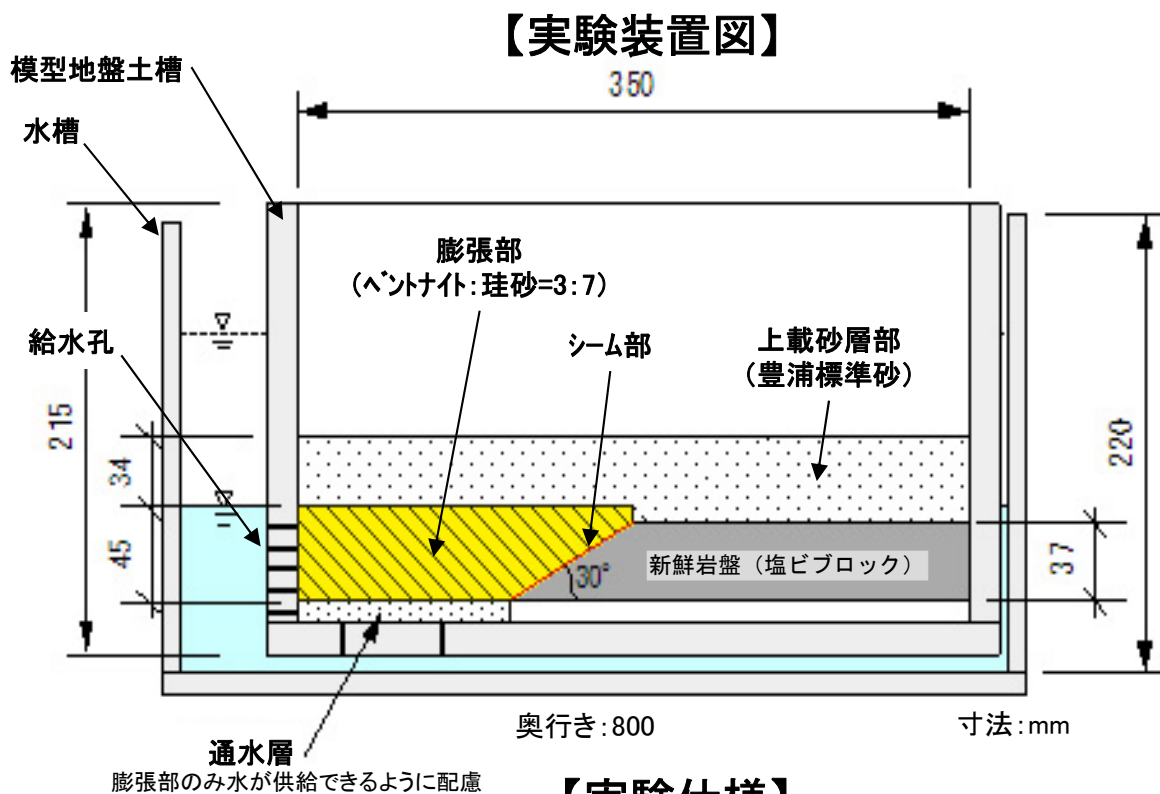 【実験装置図】
模型地盤土槽
350
水槽
膨張部
(ベントナイト:珪砂=3:7)
給水孔
シーム部
上載砂層部
(豊浦標準砂)
215
34
45
220
37
新鮮岩盤(塩ビブロック)
30°
奥行き:800
寸法:mm
通水層
膨張部のみ水が供給できるように配慮
【実験仕様】